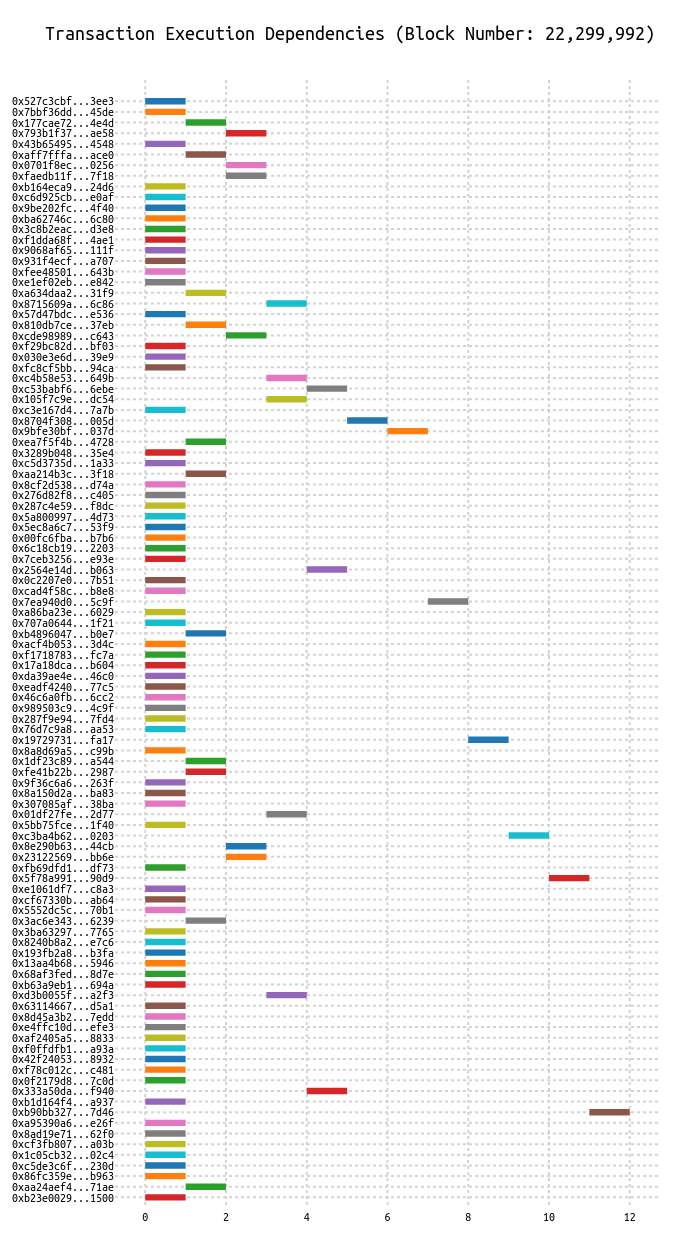 Transaction Execution Dependencies (Block Number: 22,299,992)
0x527c3cbf...3ee3
0x7bbf36dd...45de
0x177cae72...4e4d
0x793b1f37...ae58
0x43b65495...4548
0xaff7fffa...ace0
0x0701f8ec...0256
0xfaedb11f...7f18
0xb164eca9...24d6
0xc6d925cb...e0af
0x9be202fc...4f40
0xba62746c...6c80
0x3c8b2eac...d3e8
0xf1dda68f...4ae1
0x9068af65...111f
0x931f4ecf...a707
0xfee48501...643b
0xe1ef02eb...e842
0xa634daa2...31f9
0x8715609a...6c86
0x57d47bdc...e536
0x810db7ce...37eb
0xcde98989...c643
0xf29bc82d...bf03
0x030e3e6d...39e9
0xfc8cf5bb...94ca
0xc4b58e53...649b
0xc53babf6...6ebe
0x105f7c9e...dc54
0xc3e167d4...7a7b
0x8704f308...005d
0x9bfe30bf...037d
0xea7f5f4b...4728
0x3289b048...35e4
0xc5d3735d...1a33
0xaa214b3c...3f18
0x8cf2d538...d74a
0x276d82f8...c405
0x287c4e59...f8dc
0x5a800997...4d73
0x5ec8a6c7...53f9
0x00fc6fba...b7b6
0x6c18cb19...2203
0x7ceb3256...e93e
0x2564e14d...b063
0x0c2207e0...7b51
0xcad4f58c...b8e8
0x7ea940d0...5c9f
0xa86ba23e...6029
0x707a0644...1f21
0xb4896047...b0e7
0xacf4b053...3d4c
0xf1718783...fc7a
0x17a18dca...b604
0xda39ae4e...46c0
0xeadf4240...77c5
0x46c6a0fb...6cc2
0x989503c9...4c9f
0x287f9e94...7fd4
0x76d7c9a8...aa53
0x19729731...fa17
0x8a8d69a5...c99b
0x1df23c89...a544
0xfe41b22b...2987
0x9f36c6a6...263f
0x8a150d2a...ba83
0x307085af...38ba
0x01df27fe...2d77
0x5bb75fce...1f40
0xc3ba4b62...0203
0x8e290b63...44cb
0x23122569...bb6e
0xfb69dfd1...df73
0x5f78a991...90d9
0xe1061df7...c8a3
0xcf67330b...ab64
0x5552dc5c...70b1
0x3ac6e343...6239
0x3ba63297...7765
0x8240b8a2...e7c6
0x193fb2a8...b3fa
0x13aa4b68...5946
0x68af3fed...8d7e
0xb63a9eb1...694a
0xd3b0055f...a2f3
0x63114667...d5a1
0x8d45a3b2...7edd
0xe4ffc10d...efe3
0xaf2405a5...8833
0xf0ffdfb1...a93a
0x42f24053...8932
0xf78c012c...c481
0x0f2179d8...7c0d
0x333a50da...f940
0xb1d164f4...a937
0xb90bb327...7d46
0xa95390a6...e26f
0x8ad19e71...62f0
0xcf3fb807...a03b
0x1c05cb32...02c4
0xc5de3c6f...230d
0x86fc359e...b963
0xaa24aef4...71ae
0xb23e0029...1500
0 2 4 6 8 10 12